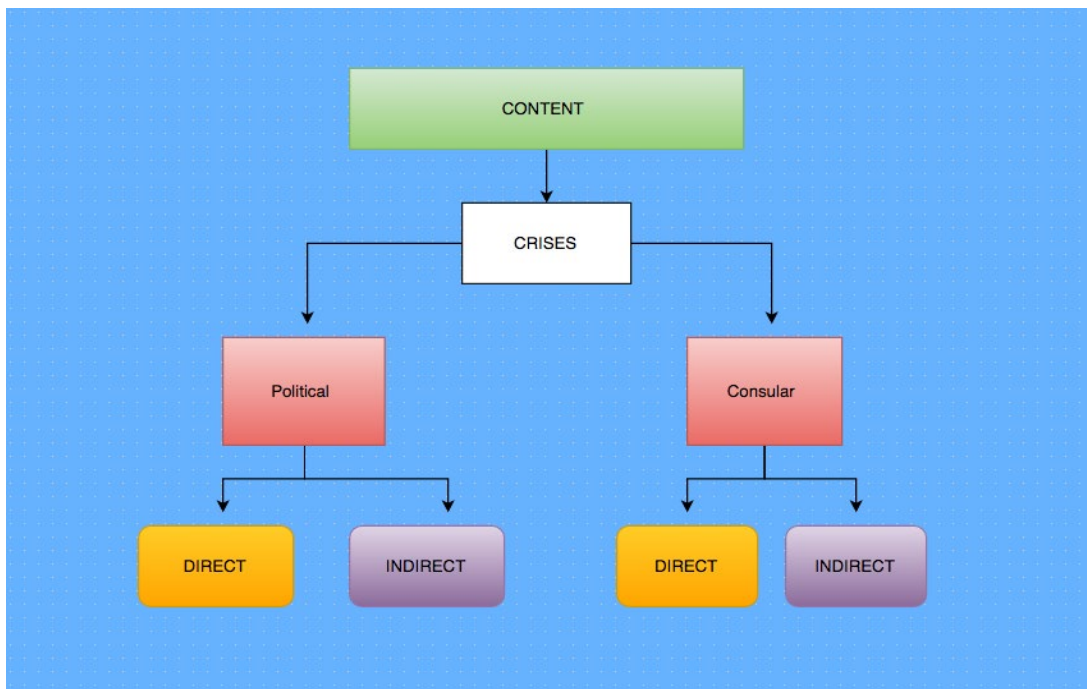 CONTENT
CRISES
Political
Consular
DIRECT
INDIRECT
DIRECT
INDIRECT